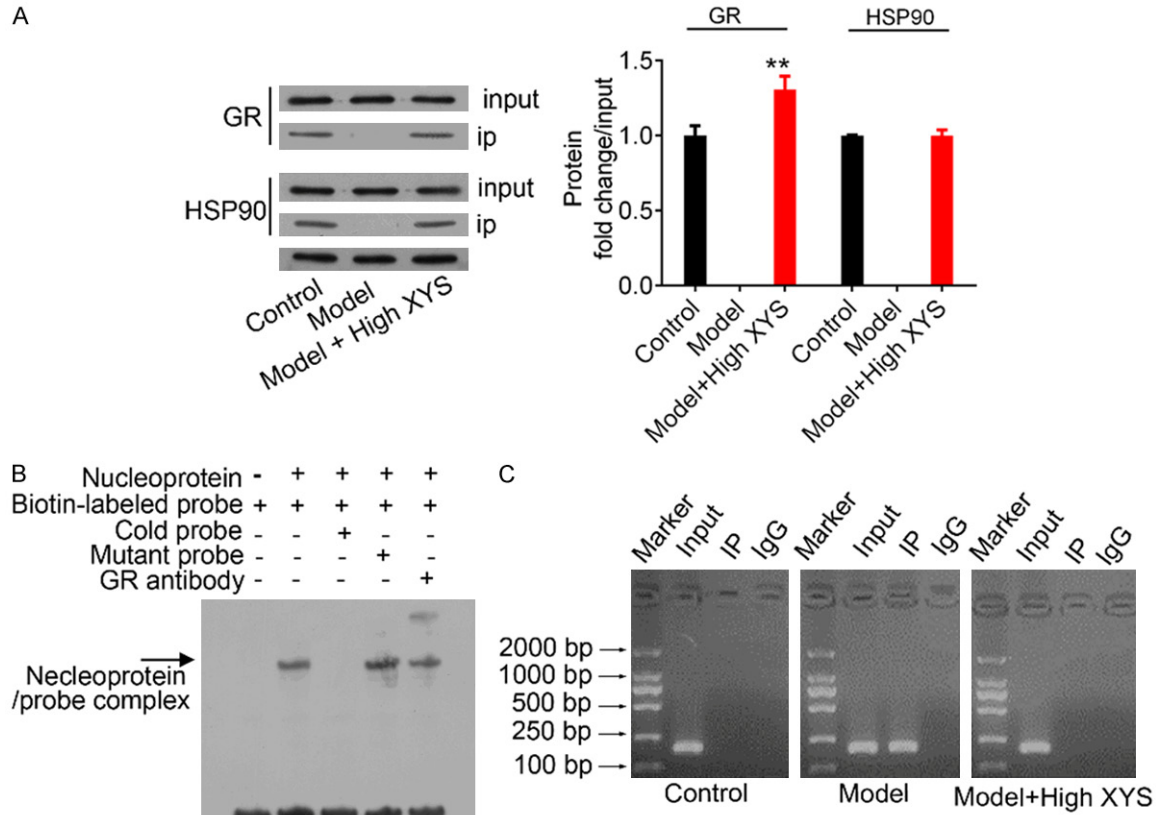 A
GR
input
ip
HSP90
input
ip
Control
Model
Model + High XYS
GR
HSP90
**
Protein
fold change/input
1.5
1.0
0.5
0.0
Control
Model
Model+High XYS
Control
Model
Model+High XYS
B
Nucleoprotein - + + + +
Biotin-labeled probe + + + + +
Cold probe - - + - -
Mutant probe - - - + -
GR antibody - - - - +
Necleoprotein
/probe complex
C
Marker Input IP IgG
Marker Input IP IgG
Marker Input IP IgG
2000 bp
1000 bp
500 bp
250 bp
100 bp
Control
Model
Model+High XYS